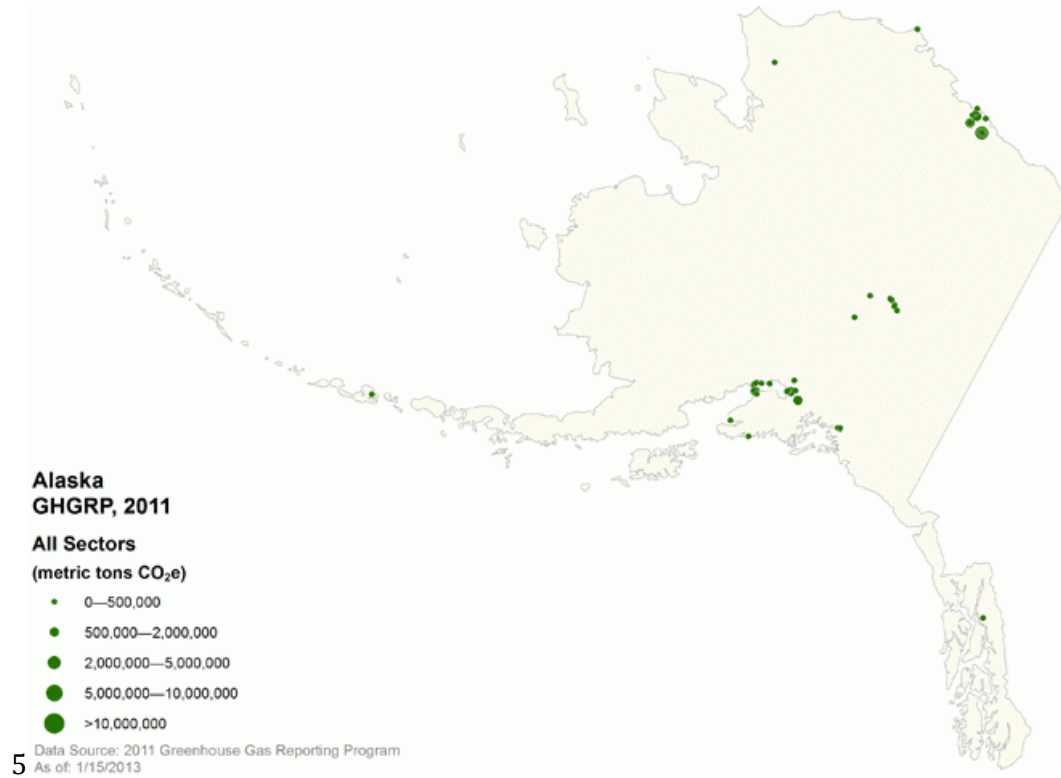 Alaska
GHGRP, 2011
All Sectors
(metric tons CO₂e)
0—500,000
500,000—2,000,000
2,000,000—5,000,000
5,000,000—10,000,000
>10,000,000
5
Data Source: 2011 Greenhouse Gas Reporting Program
As of: 1/15/2013